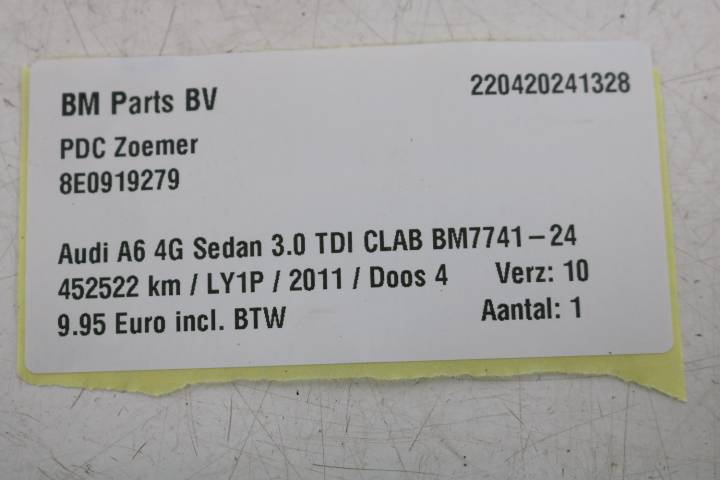 BM Parts BV 220420241328
PDC Zoemer
8E0919279
Audi A6 4G Sedan 3.0 TDI CLAB BM7741-24
452522 km / LY1P / 2011 / Doos 4 Verz: 10
9.95 Euro incl. BTW Aantal: 1